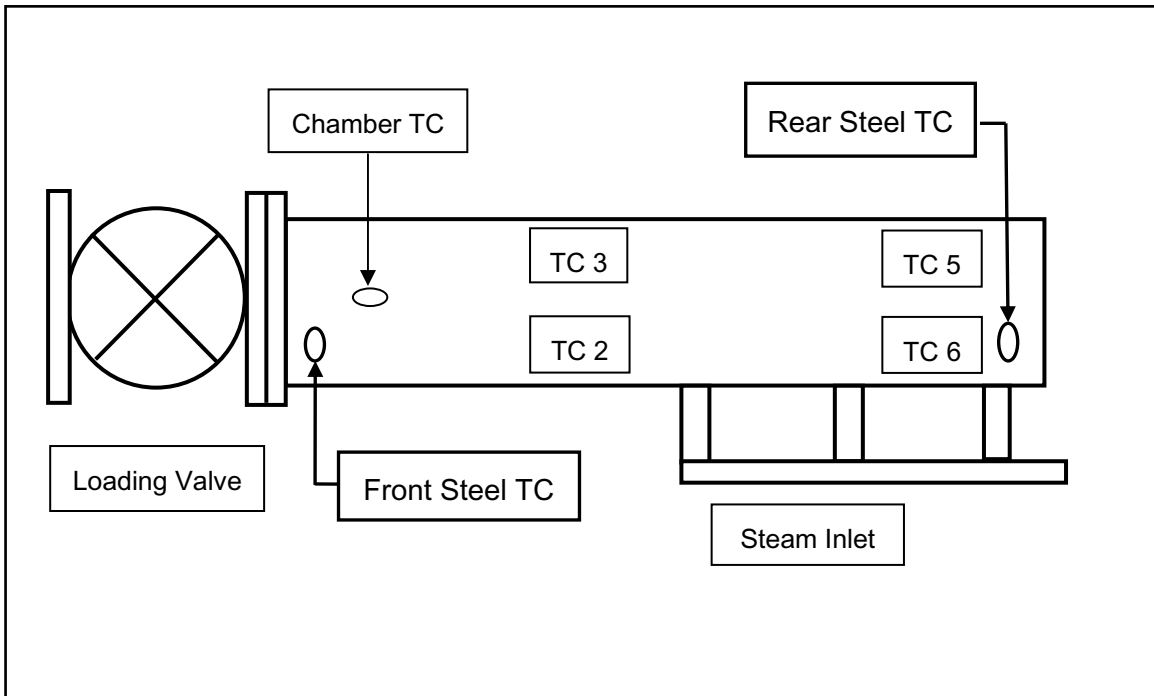 Chamber TC
Rear Steel TC
TC 3
TC 5
TC 2
TC 6
Loading Valve
Front Steel TC
Steam Inlet